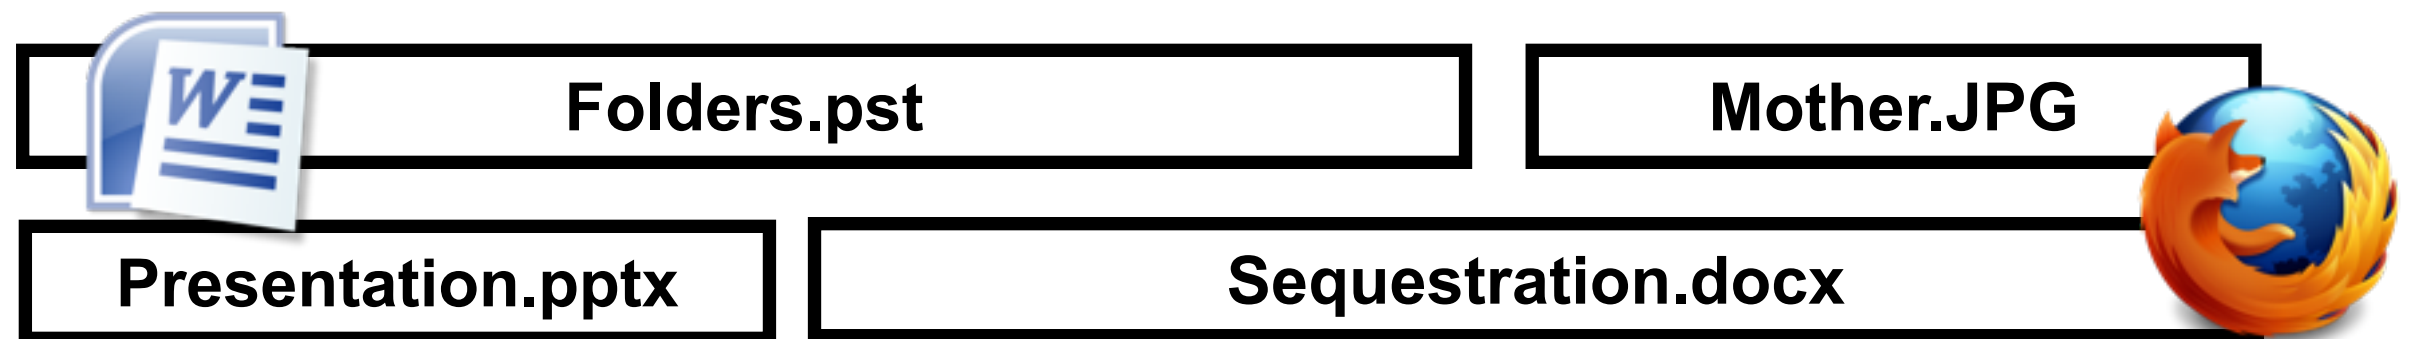 Folders.pst
Mother.JPG
Presentation.pptx
Sequestration.docx
W